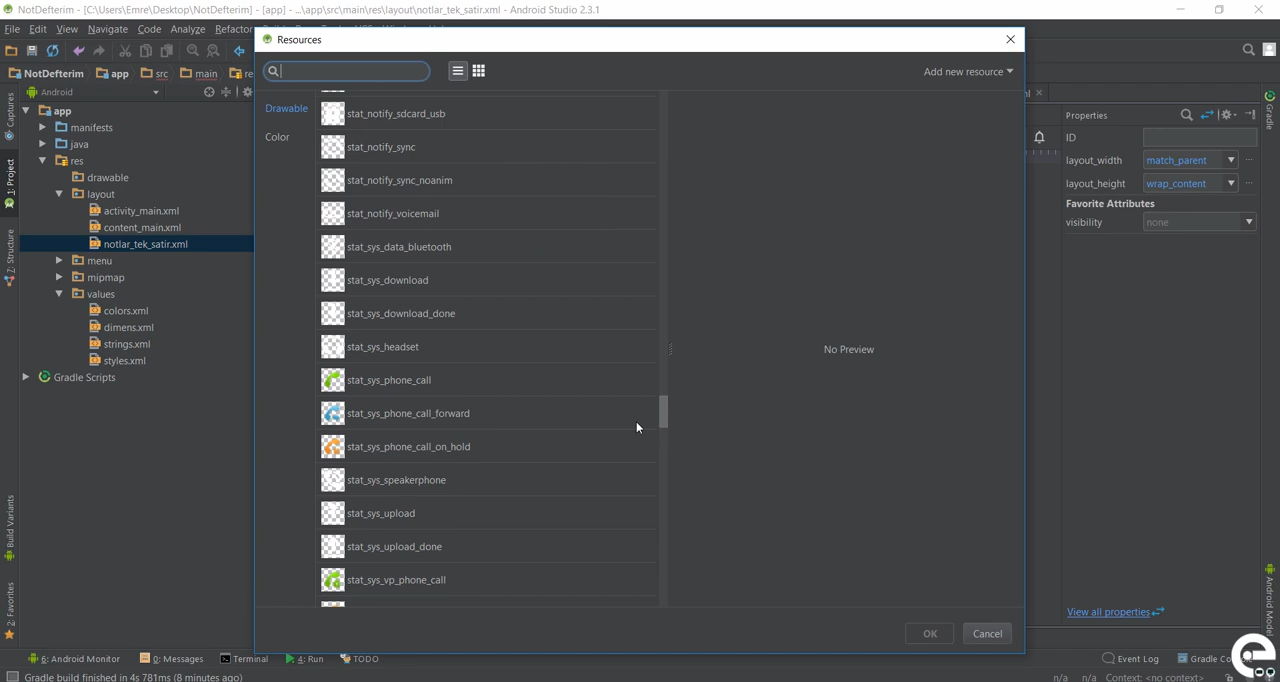 NotDefterim - [C:\Users\Emre\Desktop\NotDefterim] - [app] - ...\app\src\main\res\layout\notlar_tek_satir.xml - Android Studio 2.3.1
File Edit View Navigate Code Analyze Refactor
NotDefterim app src main re
Resources
Add new resource
Drawable
Color
stat_notify_sdcard_usb
stat_notify_sync
stat_notify_sync_noanim
stat_notify_voicemail
stat_sys_data_bluetooth
stat_sys_download
stat_sys_download_done
stat_sys_headset
stat_sys_phone_call
stat_sys_phone_call_forward
stat_sys_phone_call_on_hold
stat_sys_speakerphone
stat_sys_upload
stat_sys_upload_done
stat_sys_vp_phone_call
No Preview
OK
Cancel
Captures
1: Project
7: Structure
Build Variants
2: Favorites
Android
app
manifests
java
res
drawable
layout
activity_main.xml
content_main.xml
notlar_tek_satir.xml
menu
mipmap
values
colors.xml
dimens.xml
strings.xml
styles.xml
Gradle Scripts
Properties
ID
layout_width match_parent
layout_height wrap_content
Favorite Attributes
visibility none
View all properties
Gradle
Android Model
6: Android Monitor 0: Messages Terminal 4: Run TODO
Event Log Gradle Co
Gradle build finished in 4s 781ms (8 minutes ago)
n/a n/a Context: <no context>